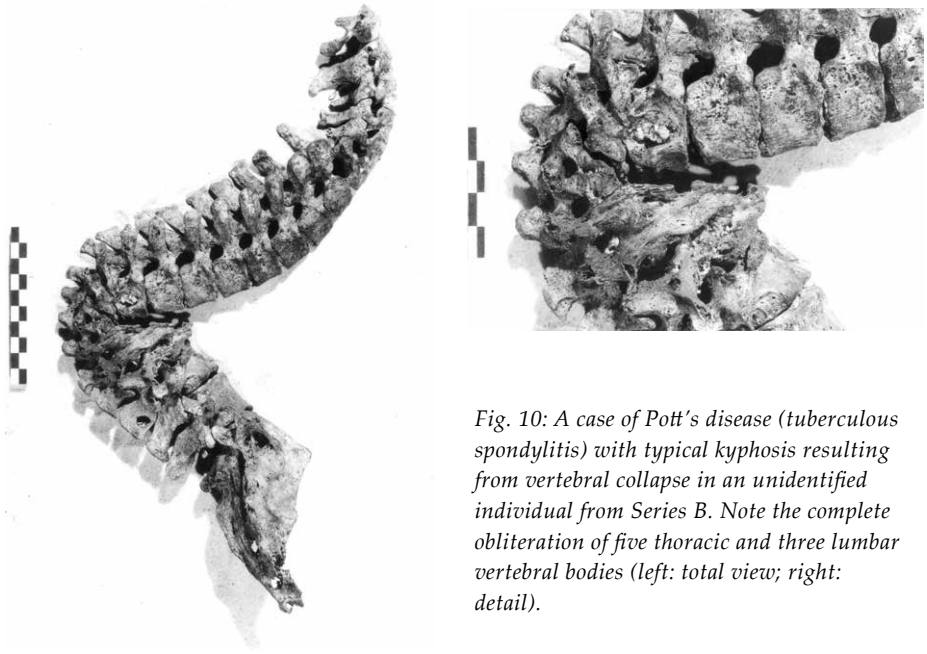 Fig. 10: A case of Pott's disease (tuberculous
spondylitis) with typical kyphosis resulting
from vertebral collapse in an unidentified
individual from Series B. Note the complete
obliteration of five thoracic and three lumbar
vertebral bodies (left: total view; right:
detail).